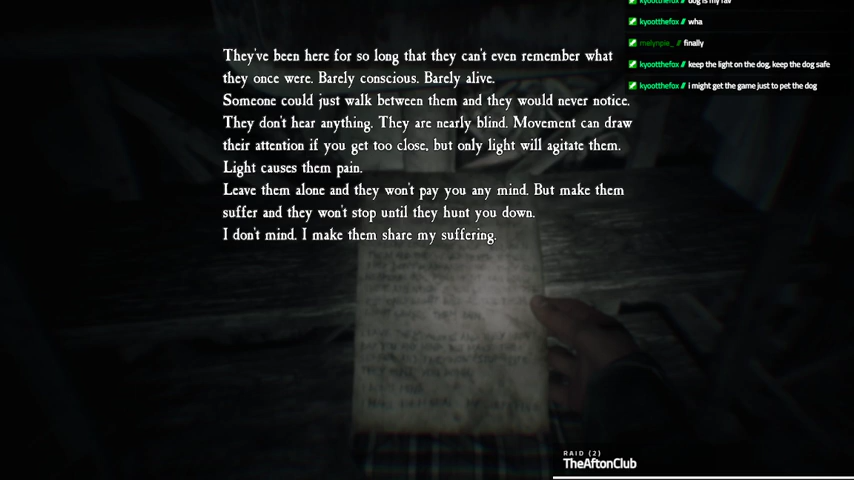 They've been here for so long that they can't even remember what
they once were. Barely conscious. Barely alive.
Someone could just walk between them and they would never notice.
They don't hear anything. They are nearly blind. Movement can draw
their attention if you get too close, but only light will agitate them.
Light causes them pain.
Leave them alone and they won't pay you any mind. But make them
suffer and they won't stop until they hunt you down.
I don't mind. I make them share my suffering.
kyootthefox // dog is my fav
kyootthefox // wha
melynpie_ // finally
kyootthefox // keep the light on the dog, keep the dog safe
kyootthefox // i might get the game just to pet the dog
RAID (2)
TheAftonClub